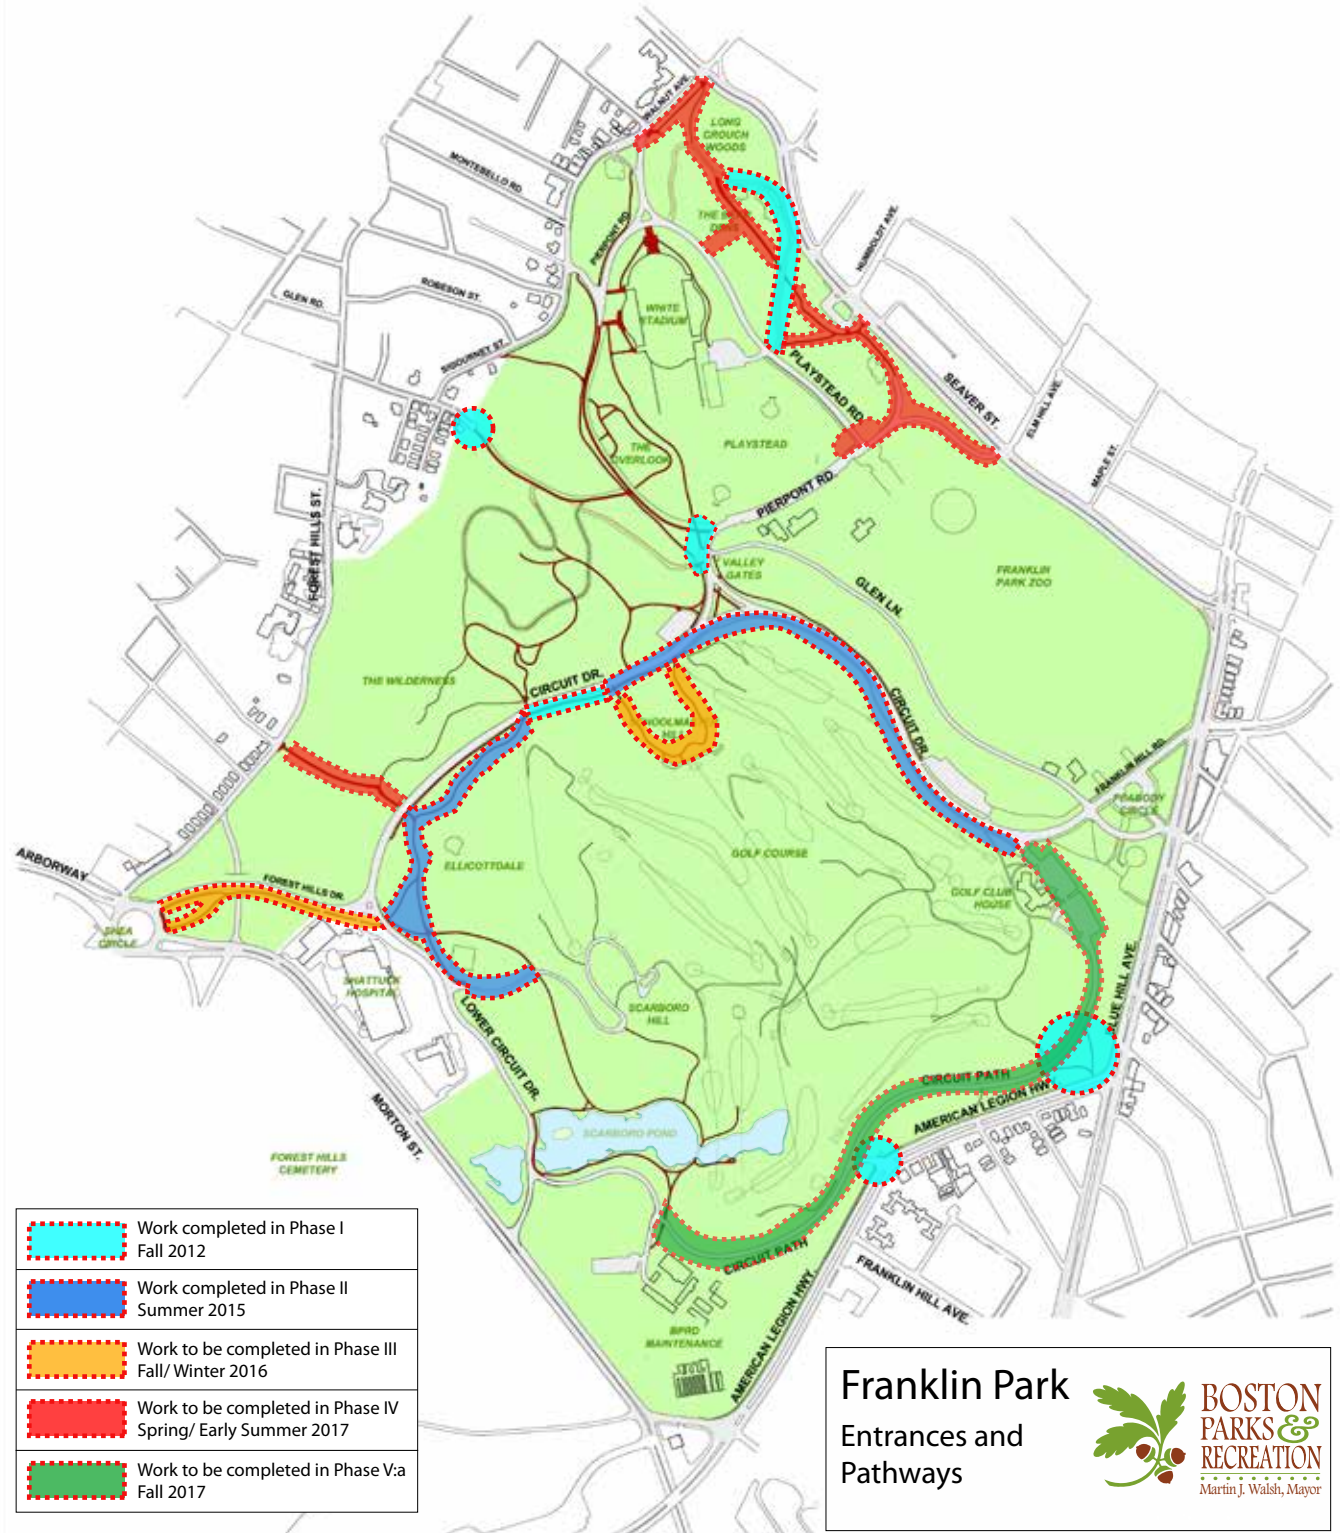 WALNUT AVE.
LONG
CROUCH
WOODS
MONTEBELLO RD
PIERPONT RD
HUMBOLDT AVE.
ROBESON ST.
GLEN RD.
WHITE
STADIUM
SIGOURNEY ST.
PLAYSTEAD RD.
SEAVER ST.
ELM HILL AVE.
MAPLE ST.
THE
OVERLOOK
PLAYSTEAD
PIERPONT RD.
FOREST HILLS ST.
VALLEY
GATES
FRANKLIN
PARK ZOO
GLEN LN.
THE WILDERNESS
CIRCUIT DR.
CIRCUIT DR.
FRANKLIN HILL RD.
PEABODY
CIRCLE
ARBORWAY
FOREST HILLS DR.
ELLICOTTDALE
GOLF COURSE
GOLF CLUB
HOUSE
SHEA
CIRCLE
SHATTUCK
HOSPITAL
SCARBORO
HILL
LOWER CIRCUIT DR.
BLUE HILL AVE.
CIRCUIT PATH
AMERICAN LEGION HWY
MORTON ST.
SCARBORO POND
FOREST HILLS
CEMETERY
CIRCUIT PATH
FRANKLIN HILL AVE.
AMERICAN LEGION HWY.
BPRD
MAINTENANCE
Work completed in Phase I
Fall 2012
Work completed in Phase II
Summer 2015
Work to be completed in Phase III
Fall/ Winter 2016
Work to be completed in Phase IV
Spring/ Early Summer 2017
Work to be completed in Phase V:a
Fall 2017
Franklin Park
Entrances and
Pathways
BOSTON
PARKS &
RECREATION
Martin J. Walsh, Mayor